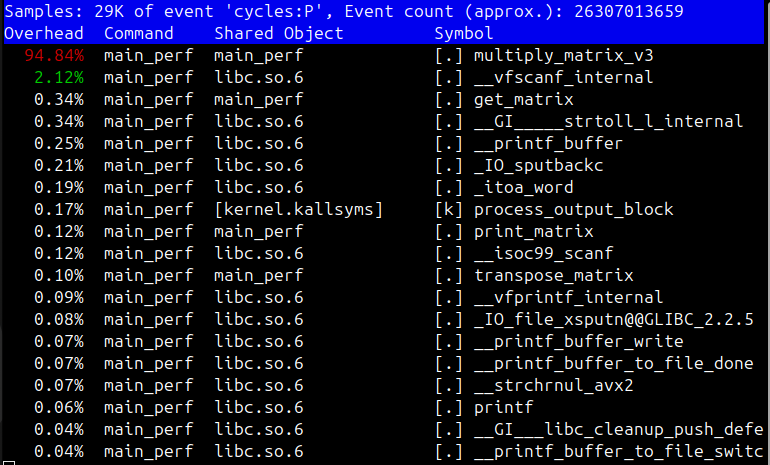 Samples: 29K of event 'cycles:P', Event count (approx.): 26307013659
Overhead  Command    Shared Object         Symbol
  94.84%  main_perf  main_perf             [.] multiply_matrix_v3
   2.12%  main_perf  libc.so.6             [.] __vfscanf_internal
   0.34%  main_perf  main_perf             [.] get_matrix
   0.34%  main_perf  libc.so.6             [.] __GI_____strtoll_l_internal
   0.25%  main_perf  libc.so.6             [.] __printf_buffer
   0.21%  main_perf  libc.so.6             [.] _IO_sputbackc
   0.19%  main_perf  libc.so.6             [.] _itoa_word
   0.17%  main_perf  [kernel.kallsyms]     [k] process_output_block
   0.12%  main_perf  main_perf             [.] print_matrix
   0.12%  main_perf  libc.so.6             [.] __isoc99_scanf
   0.10%  main_perf  main_perf             [.] transpose_matrix
   0.09%  main_perf  libc.so.6             [.] __vfprintf_internal
   0.08%  main_perf  libc.so.6             [.] _IO_file_xsputn@@GLIBC_2.2.5
   0.07%  main_perf  libc.so.6             [.] __printf_buffer_write
   0.07%  main_perf  libc.so.6             [.] __printf_buffer_to_file_done
   0.07%  main_perf  libc.so.6             [.] __strchrnul_avx2
   0.06%  main_perf  libc.so.6             [.] printf
   0.04%  main_perf  libc.so.6             [.] __GI___libc_cleanup_push_defe
   0.04%  main_perf  libc.so.6             [.] __printf_buffer_to_file_switc